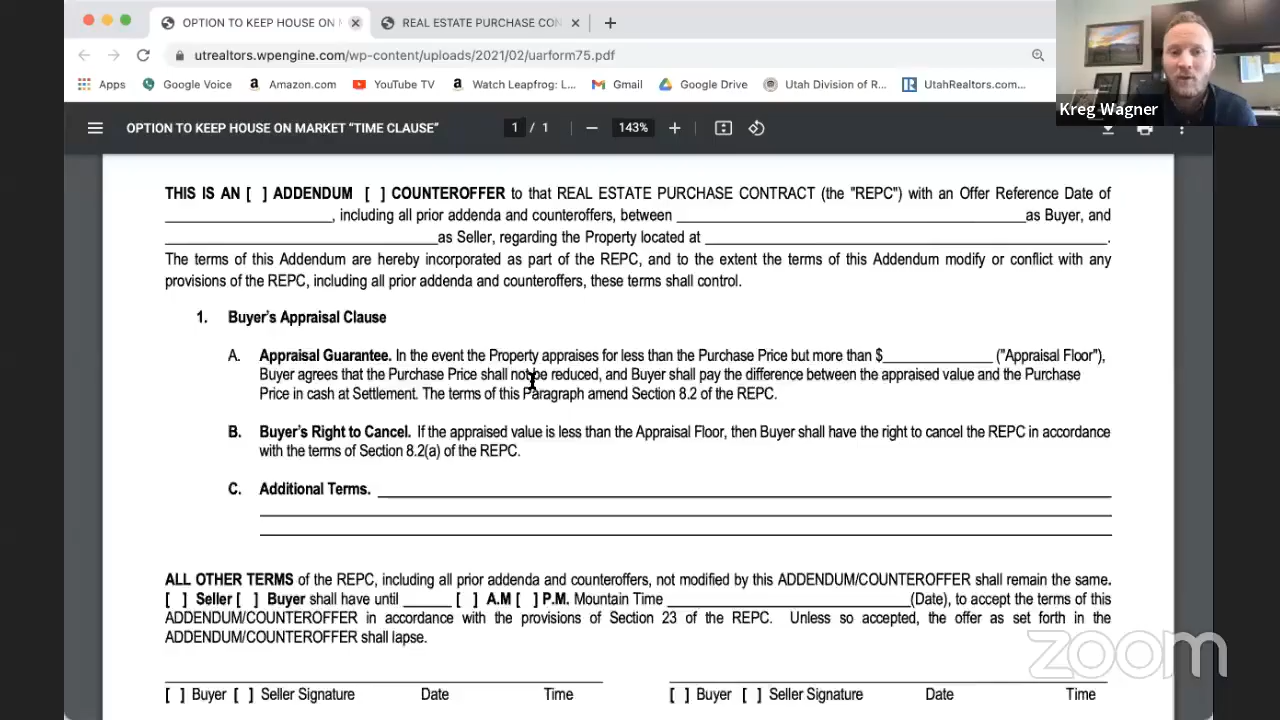 OPTION TO KEEP HOUSE ON
REAL ESTATE PURCHASE CON
utrealtors.wpengine.com/wp-content/uploads/2021/02/uarform75.pdf
Apps Google Voice Amazon.com YouTube TV Watch Leapfrog: L... Gmail Google Drive Utah Division of R... UtahRealtors.com...
Kreg Wagner
OPTION TO KEEP HOUSE ON MARKET "TIME CLAUSE" 1 / 1 143%
THIS IS AN [ ] ADDENDUM [ ] COUNTEROFFER to that REAL ESTATE PURCHASE CONTRACT (the "REPC") with an Offer Reference Date of
____________________, including all prior addenda and counteroffers, between ____________________as Buyer, and
____________________as Seller, regarding the Property located at ____________________.
The terms of this Addendum are hereby incorporated as part of the REPC, and to the extent the terms of this Addendum modify or conflict with any
provisions of the REPC, including all prior addenda and counteroffers, these terms shall control.
1. Buyer's Appraisal Clause
A. Appraisal Guarantee. In the event the Property appraises for less than the Purchase Price but more than $______________ ("Appraisal Floor"),
Buyer agrees that the Purchase Price shall not be reduced, and Buyer shall pay the difference between the appraised value and the Purchase
Price in cash at Settlement. The terms of this Paragraph amend Section 8.2 of the REPC.
B. Buyer's Right to Cancel. If the appraised value is less than the Appraisal Floor, then Buyer shall have the right to cancel the REPC in accordance
with the terms of Section 8.2(a) of the REPC.
C. Additional Terms.
ALL OTHER TERMS of the REPC, including all prior addenda and counteroffers, not modified by this ADDENDUM/COUNTEROFFER shall remain the same.
[ ] Seller [ ] Buyer shall have until ______ [ ] A.M [ ] P.M. Mountain Time ____________________(Date), to accept the terms of this
ADDENDUM/COUNTEROFFER in accordance with the provisions of Section 23 of the REPC. Unless so accepted, the offer as set forth in the
ADDENDUM/COUNTEROFFER shall lapse.
zoom
[ ] Buyer [ ] Seller Signature Date Time [ ] Buyer [ ] Seller Signature Date Time